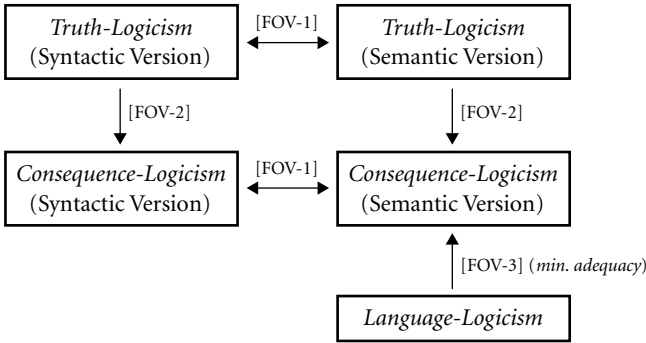 Truth-Logicism
(Syntactic Version)
[FOV-1]
Truth-Logicism
(Semantic Version)
[FOV-2]
[FOV-2]
Consequence-Logicism
(Syntactic Version)
[FOV-1]
Consequence-Logicism
(Semantic Version)
[FOV-3] (min. adequacy)
Language-Logicism